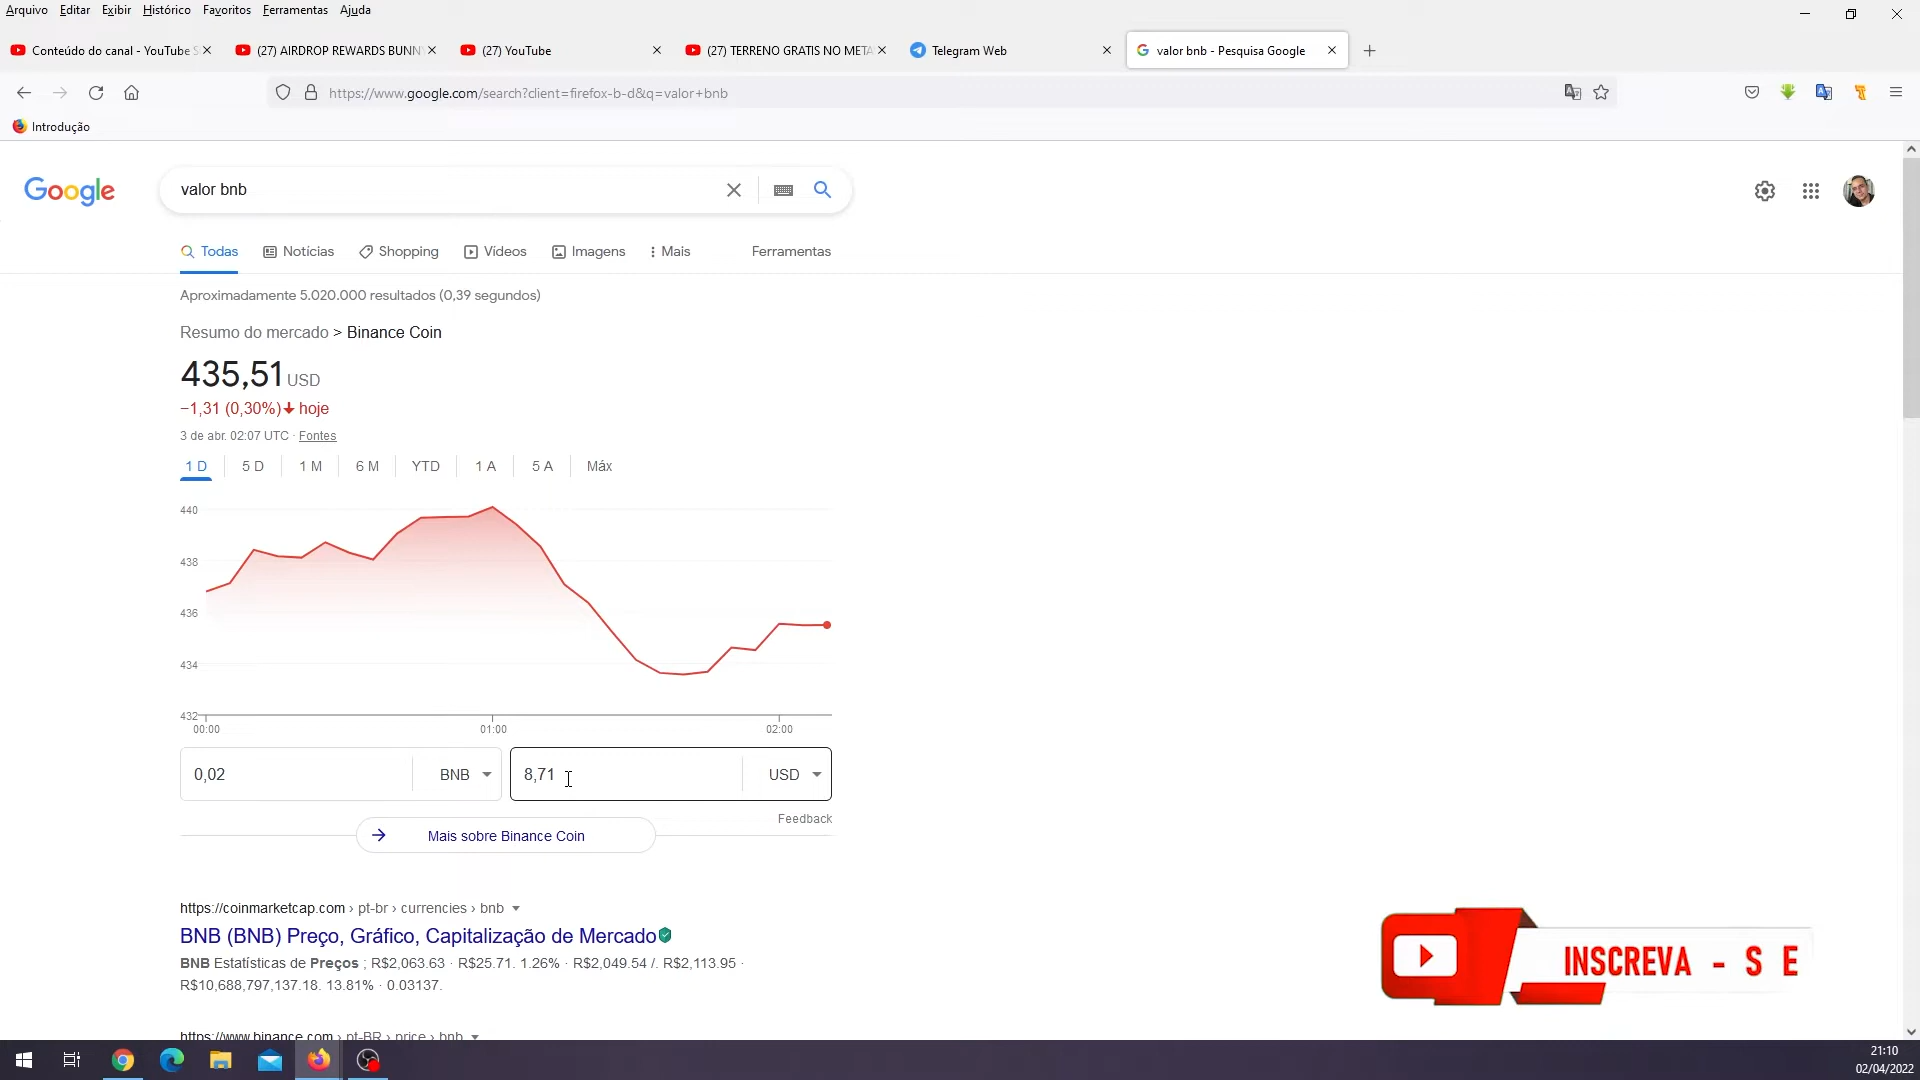 Arquivo Editar Exibir Histórico Favoritos Ferramentas Ajuda
Conteúdo do canal - YouTube S (27) AIRDROP REWARDS BUNN (27) YouTube (27) TERRENO GRATIS NO META Telegram Web valor bnb - Pesquisa Google
https://www.google.com/search?client=firefox-b-d&q=valor+bnb
Introdução
Google valor bnb
Todas Notícias Shopping Vídeos Imagens Mais Ferramentas
Aproximadamente 5.020.000 resultados (0,39 segundos)
Resumo do mercado > Binance Coin
435,51 USD
−1,31 (0,30%) hoje
3 de abr. 02:07 UTC · Fontes
1 D 5 D 1 M 6 M YTD 1 A 5 A Máx
440
438
436
434
432
00:00 01:00 02:00
0,02 BNB 8,71 USD
Feedback
Mais sobre Binance Coin
https://coinmarketcap.com › pt-br › currencies › bnb
BNB (BNB) Preço, Gráfico, Capitalização de Mercado
BNB Estatísticas de Preços ; R$2,063.63 · R$25.71. 1.26% · R$2,049.54 /. R$2,113.95 ·
R$10,688,797,137.18. 13.81% · 0.03137.
INSCREVA - S E
https://www.binance.com › pt-BR › price › bnb
21:10
02/04/2022